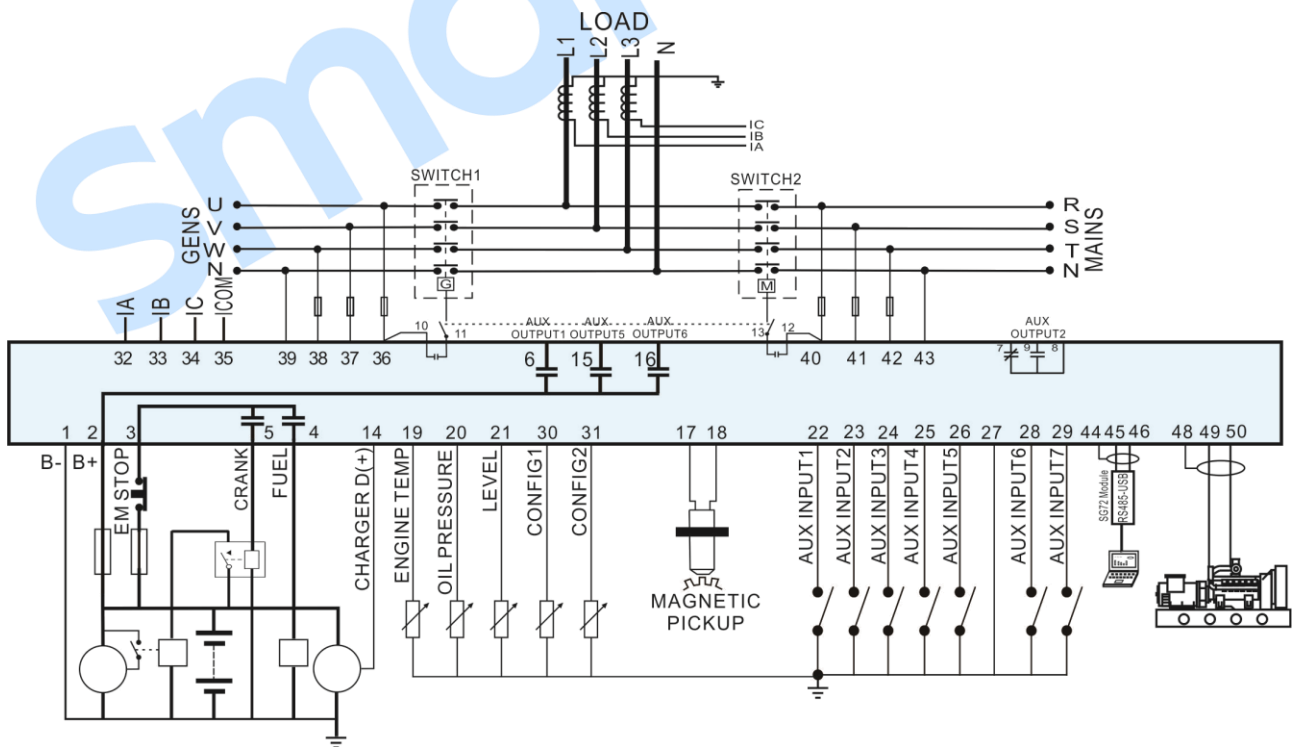 Smar
LOAD
L1 L2 L3 N
IC
IB
IA
SWITCH1 SWITCH2
GENS
U
V
W
N
R
S
T
N
MAINS
G M
IA IB IC ICOM
10 11
AUX OUTPUT1
AUX OUTPUT5
AUX OUTPUT6
13 12
AUX OUTPUT2
32 33 34 35 39 38 37 36 6 15 16 40 41 42 43 7 9 8
1 2 3 5 4 14 19 20 21 30 31 17 18 22 23 24 25 26 27 28 29 44 45 46 48 49 50
B- B+
EM STOP
CRANK
FUEL
CHARGER D(+)
ENGINE TEMP
OIL PRESSURE
LEVEL
CONFIG1
CONFIG2
MAGNETIC
PICKUP
AUX INPUT1
AUX INPUT2
AUX INPUT3
AUX INPUT4
AUX INPUT5
AUX INPUT6
AUX INPUT7
SG72 Module
RS485-USB